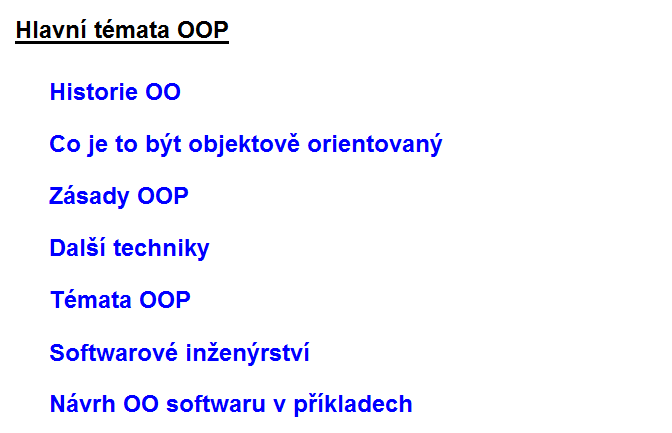 Hlavní témata OOP
Historie OO
Co je to být objektově orientovaný
Zásady OOP
Další techniky
Témata OOP
Softwarové inženýrství
Návrh OO softwaru v příkladech